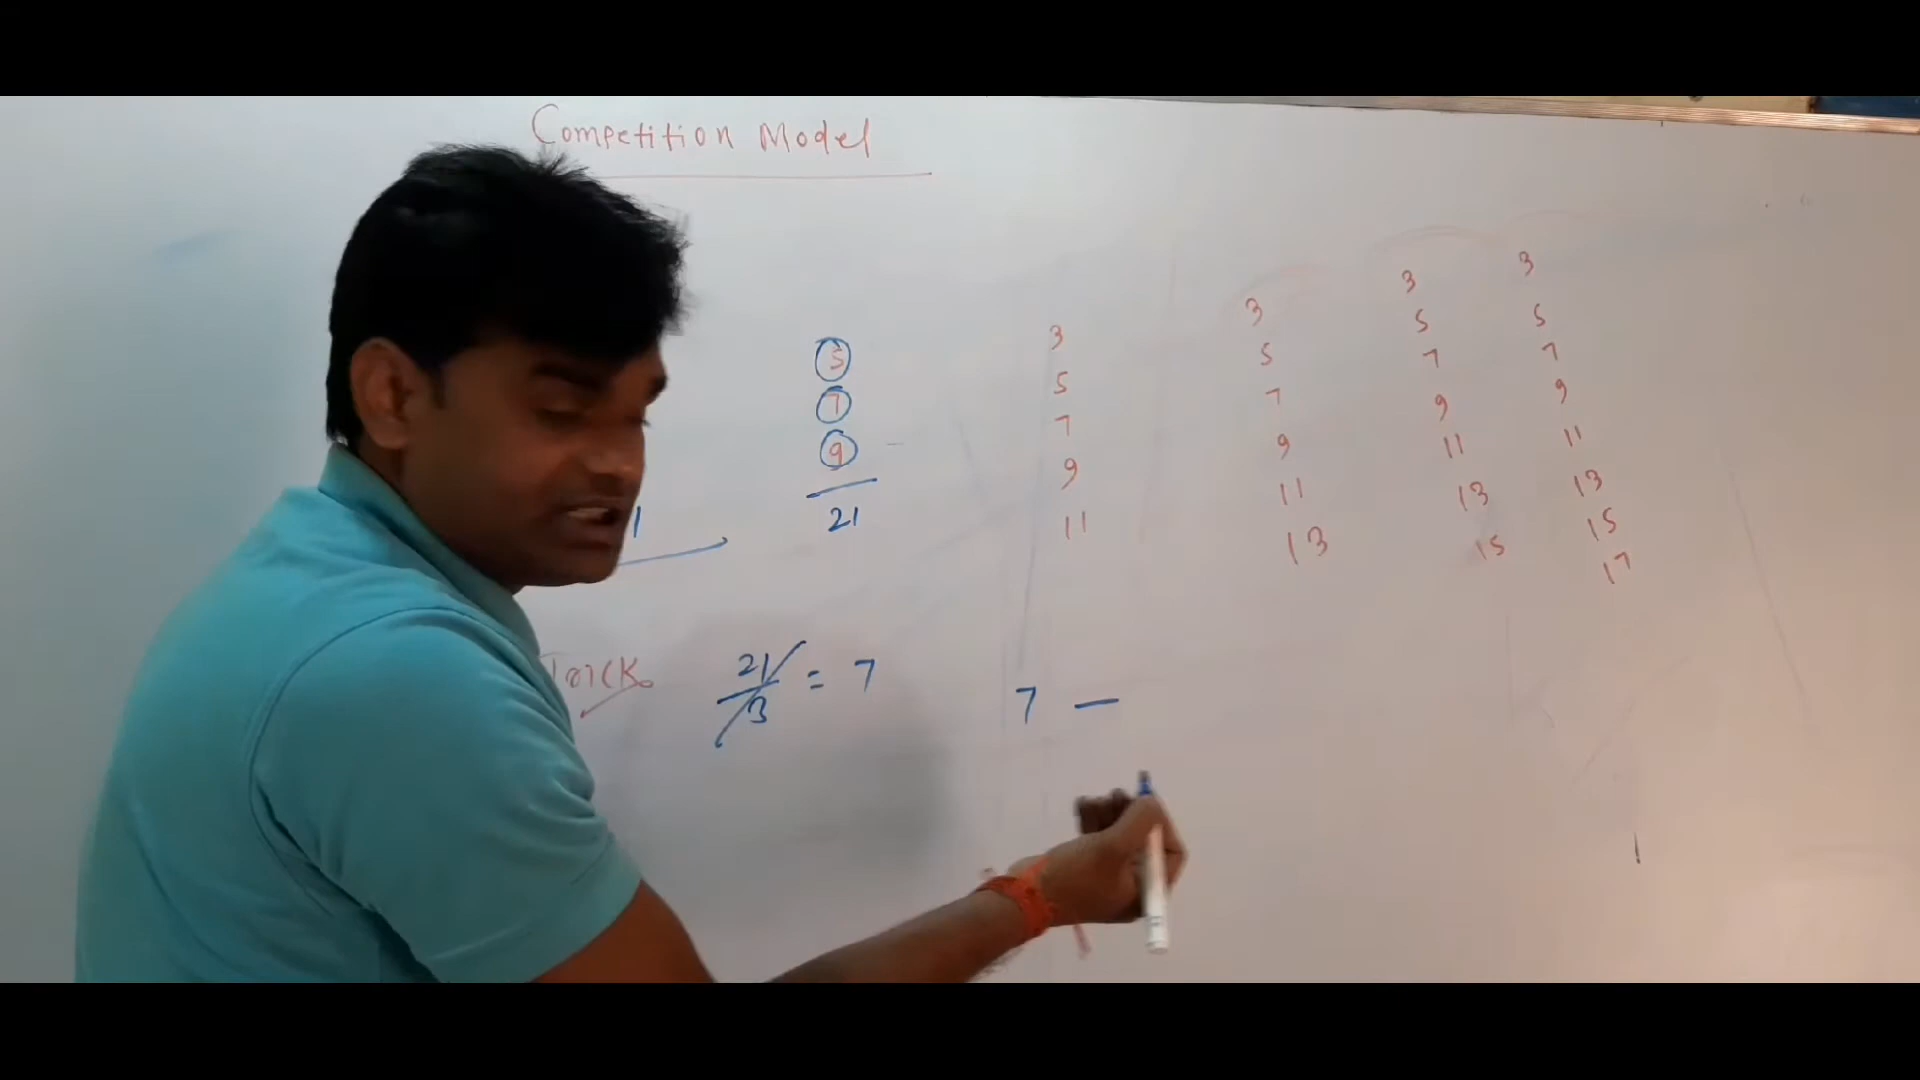 Competition Model
5 3 3 3 3
7 5 5 5 5
9 7 7 7 7
21 9 9 9 9
11 11 11 11
13 13 13
15 15
17
1
Trick
21/3 = 7
7 —